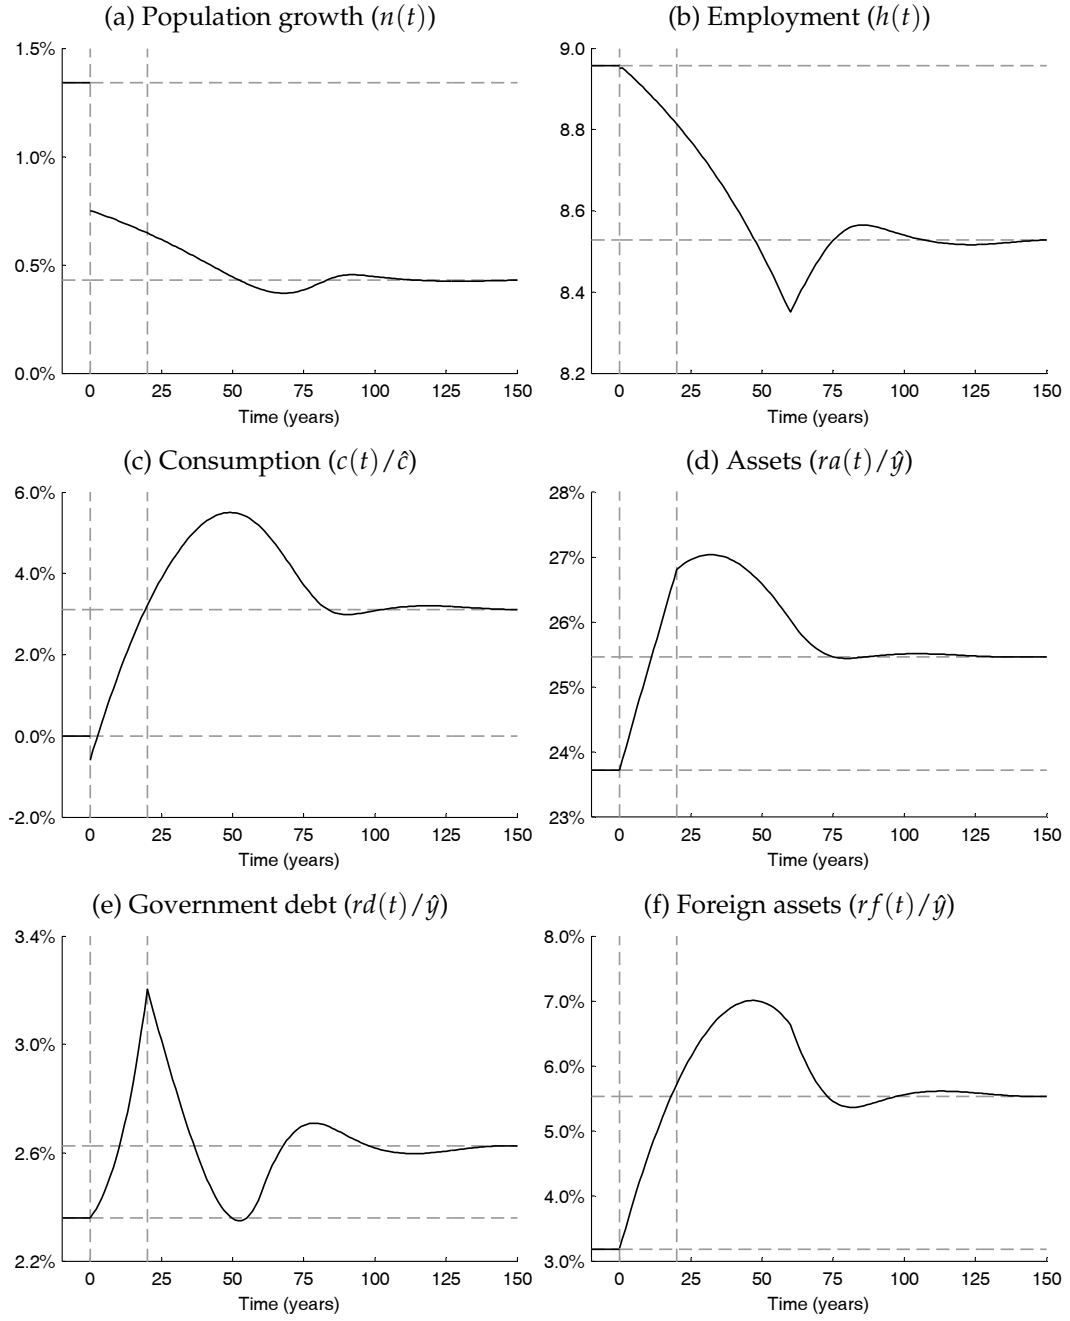 (a) Population growth (n(t))
1.5%
1.0%
0.5%
0.0%
0 25 50 75 100 125 150
Time (years)
(b) Employment (h(t))
9.0
8.8
8.6
8.4
8.2
0 25 50 75 100 125 150
Time (years)
(c) Consumption (c(t)/ĉ)
6.0%
4.0%
2.0%
0.0%
-2.0%
0 25 50 75 100 125 150
Time (years)
(d) Assets (ra(t)/ŷ)
28%
27%
26%
25%
24%
23%
0 25 50 75 100 125 150
Time (years)
(e) Government debt (rd(t)/ŷ)
3.4%
3.0%
2.6%
2.2%
0 25 50 75 100 125 150
Time (years)
(f) Foreign assets (rf(t)/ŷ)
8.0%
7.0%
6.0%
5.0%
4.0%
3.0%
0 25 50 75 100 125 150
Time (years)